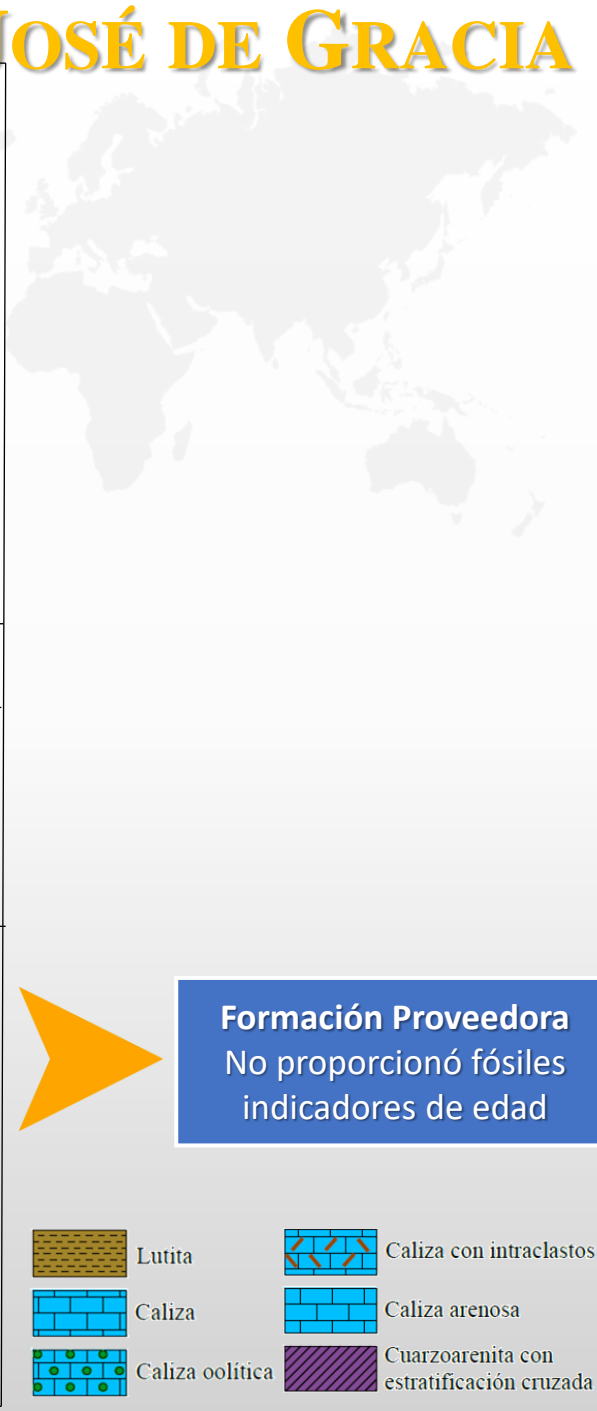 JOSÉ DE GRACIA
Formación Proveedora
No proporcionó fósiles
indicadores de edad
Lutita
Caliza
Caliza oolítica
Caliza con intraclastos
Caliza arenosa
Cuarzoarenita con
estratificación cruzada